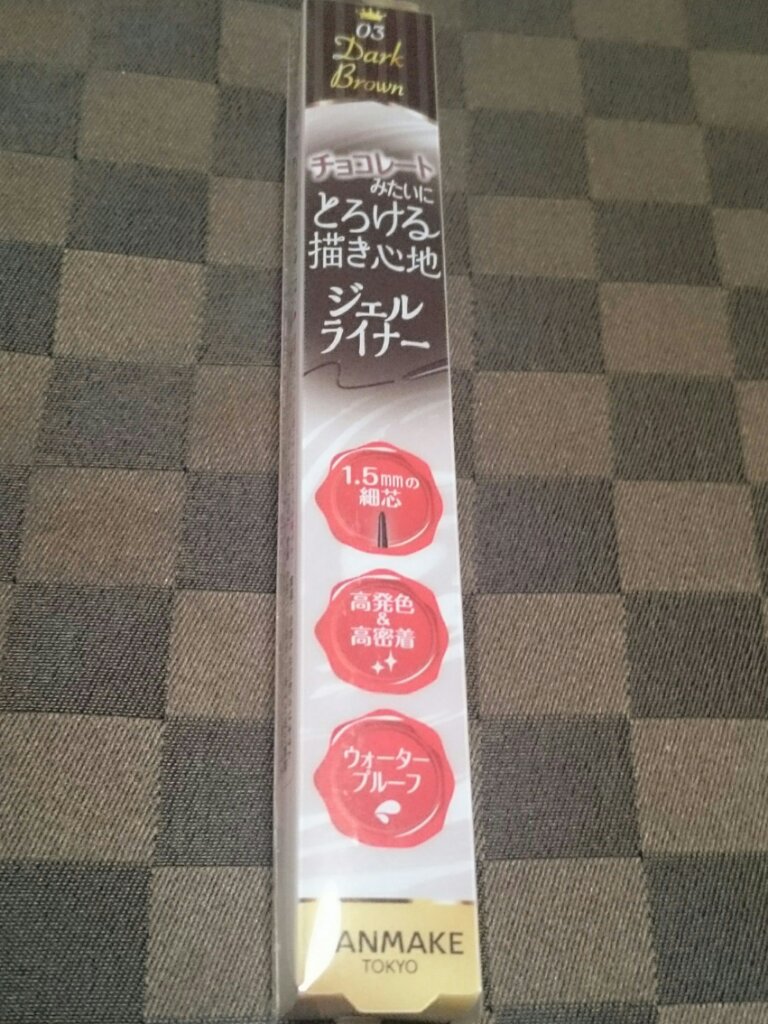 03
Dark
Brown
チョコレート
みたいに
とろける
描き心地
ジェル
ライナー
1.5mmの
細芯
高発色
&
高密着
ウォーター
プルーフ
ANMAKE
TOKYO